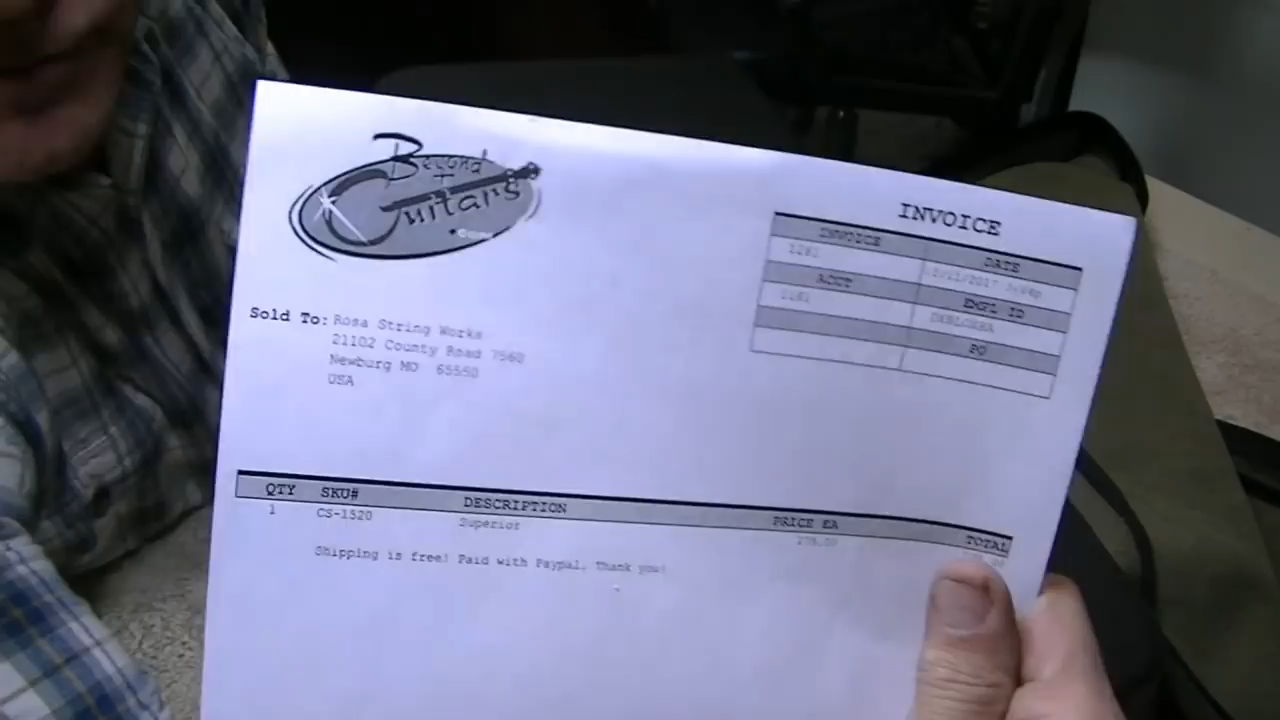 Beyond
Guitars
.com
INVOICE
INVOICE DATE
ACCT EMPL ID
PO
Sold To: Rosa String Works
21102 County Road 7560
Newburg MO 65550
USA
QTY SKU# DESCRIPTION PRICE EA TOTAL
1 CS-1520 Superior
Shipping is free! Paid with Paypal. Thank you!